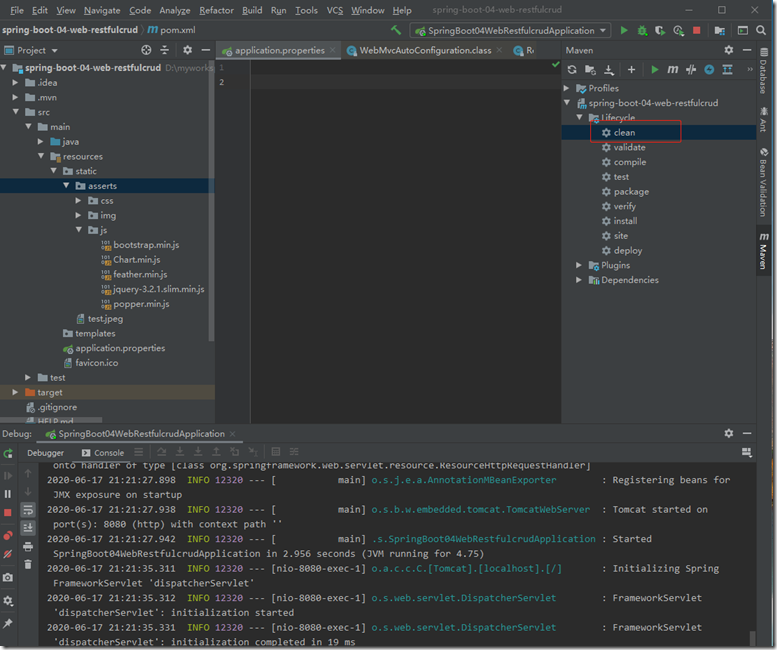 File Edit View Navigate Code Analyze Refactor Build Run Tools VCS Window Help spring-boot-04-web-restfulcrud
spring-boot-04-web-restfulcrud pom.xml SpringBoot04WebRestfulcrudApplication
Project
spring-boot-04-web-restfulcrud D:\myworks
.idea
.mvn
src
main
java
resources
static
asserts
css
img
js
bootstrap.min.js
Chart.min.js
feather.min.js
jquery-3.2.1.slim.min.js
popper.min.js
test.jpeg
templates
application.properties
favicon.ico
test
target
.gitignore
HELP.md
application.properties WebMvcAutoConfiguration.class
1
2
Maven
Profiles
spring-boot-04-web-restfulcrud
Lifecycle
clean
validate
compile
test
package
verify
install
site
deploy
Plugins
Dependencies
Database
Ant
Bean Validation
Maven
Debug: SpringBoot04WebRestfulcrudApplication
Debugger Console
onto handler of type [class org.springframework.web.servlet.resource.ResourceHttpRequestHandler]
2020-06-17 21:21:27.898 INFO 12320 --- [ main] o.s.j.e.a.AnnotationMBeanExporter : Registering beans for
JMX exposure on startup
2020-06-17 21:21:27.938 INFO 12320 --- [ main] o.s.b.w.embedded.tomcat.TomcatWebServer : Tomcat started on
port(s): 8080 (http) with context path ''
2020-06-17 21:21:27.942 INFO 12320 --- [ main] .s.SpringBoot04WebRestfulcrudApplication : Started
SpringBoot04WebRestfulcrudApplication in 2.956 seconds (JVM running for 4.75)
2020-06-17 21:21:35.311 INFO 12320 --- [nio-8080-exec-1] o.a.c.c.C.[Tomcat].[localhost].[/] : Initializing Spring
FrameworkServlet 'dispatcherServlet'
2020-06-17 21:21:35.312 INFO 12320 --- [nio-8080-exec-1] o.s.web.servlet.DispatcherServlet : FrameworkServlet
'dispatcherServlet': initialization started
2020-06-17 21:21:35.331 INFO 12320 --- [nio-8080-exec-1] o.s.web.servlet.DispatcherServlet : FrameworkServlet
'dispatcherServlet': initialization completed in 19 ms